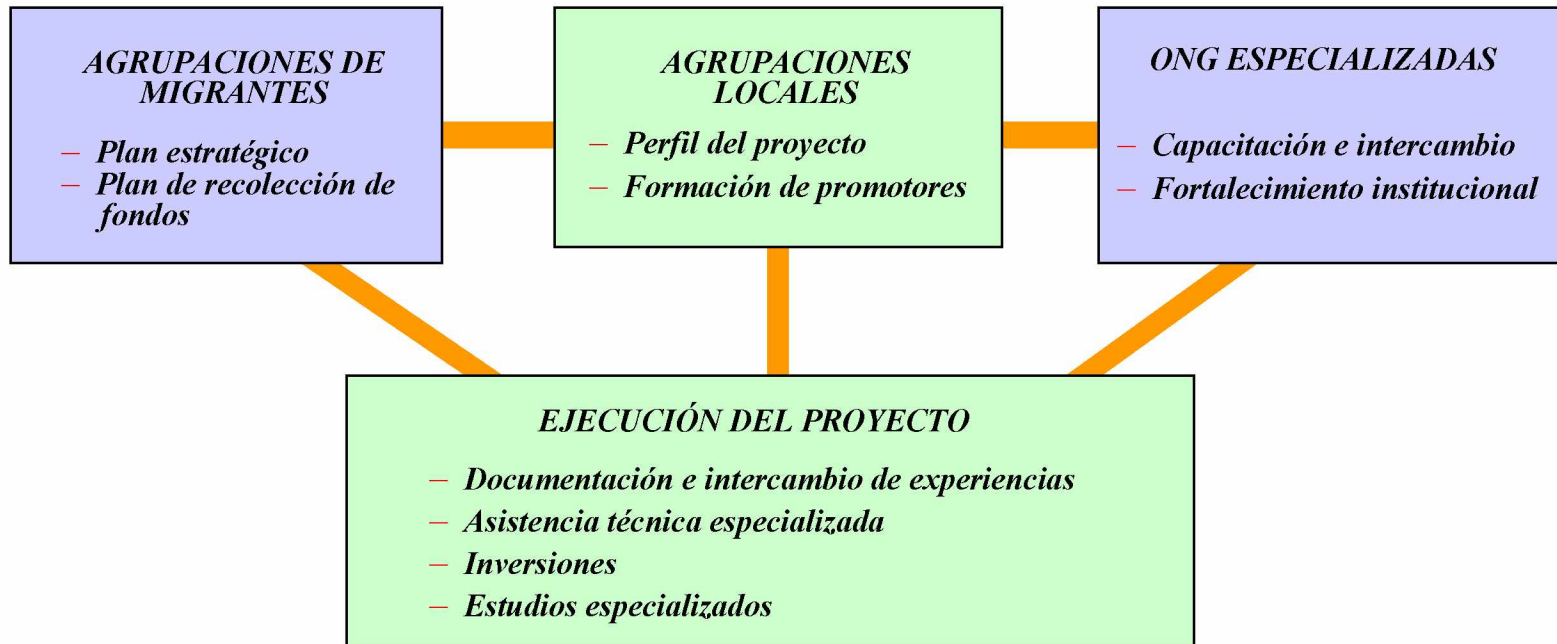 AGRUPACIONES DE
MIGRANTES
– Plan estratégico
– Plan de recolección de
fondos
AGRUPACIONES
LOCALES
– Perfil del proyecto
– Formación de promotores
ONG ESPECIALIZADAS
– Capacitación e intercambio
– Fortalecimiento institucional
EJECUCIÓN DEL PROYECTO
– Documentación e intercambio de experiencias
– Asistencia técnica especializada
– Inversiones
– Estudios especializados